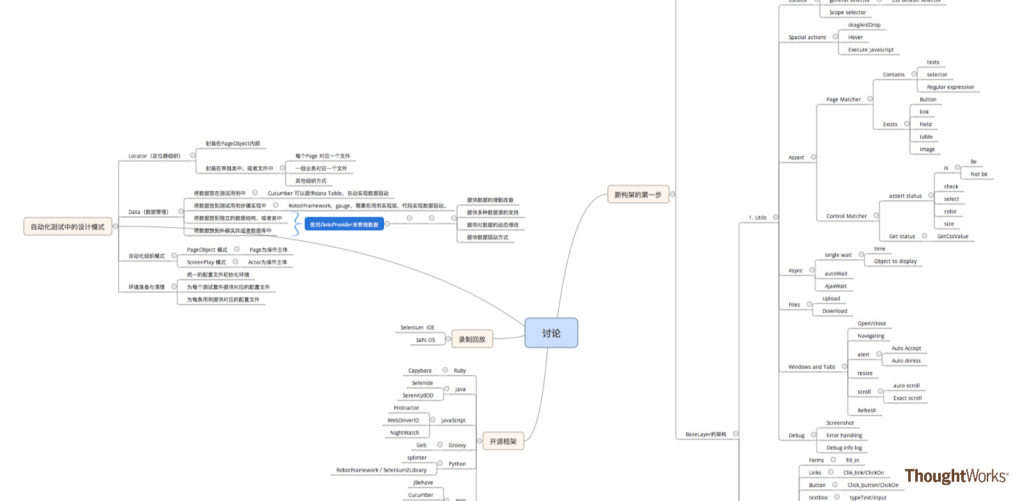 自动化测试中的设计模式
Locator（定位器组织）
封装在PageObject内部
封装在单独类中，或者文件中
每个Page 对应一个文件
一组业务对应一个文件
其他组织方式
Data（数据管理）
将数据放在测试用例中
Cucumber 可以提供data Table，自动实现数据驱动
将数据放到测试用例步骤实现中
RobotFramework，gauge，需要在用例实现层，代码实现数据驱动。
将数据放到独立的数据结构，或者类中
将数据放到外部文件或者数据库中
使用DataProvider来管理数据
提供数据的增删改查
提供多种数据源的支持
提供对数据的动态修改
提供数据驱动方式
自动化组织模式
PageObject 模式
Page为操作主体
ScreenPlay 模式
Actor为操作主体
环境准备与清理
统一的配置文件初始化环境
为每个测试套件提供对应的配置文件
为每条用例提供对应的配置文件
讨论
录制回放
Selenium IDE
Sahi OS
开源框架
Ruby
Capybara
Java
Selenide
SerenityBDD
JavaScript
Protractor
WebDriverIO
NightWatch
Groovy
Geb
Python
splinter
RobotFramework / Selenium2Library
JBehave
Cucumber
新构架的第一步
BaseLayer的架构
1. Utils
Locator
general selector
css default selector
Scope selector
Spacial actions
dragAndDrop
Hover
Execute Javascript
Assert
Page Matcher
Contains
texts
selector
Regular expression
Exists
Button
link
Field
table
image
Control Matcher
assert status
is
Be
Not be
check
select
color
size
Get status
GetCssValue
Async
single wait
time
Object to display
autoWait
AjaxWait
Files
Upload
Download
Windows and Tabs
Open/close
Navigating
alert
Auto Accept
Auto dimiss
resize
scroll
auto scroll
Exact scroll
Refresh
Debug
Screenshot
Error handling
Debug info log
Forms
fill_in
Links
Clik_link/ClickOn
Button
Click_button/ClickOn
textbox
typeText/input
ThoughtWorks